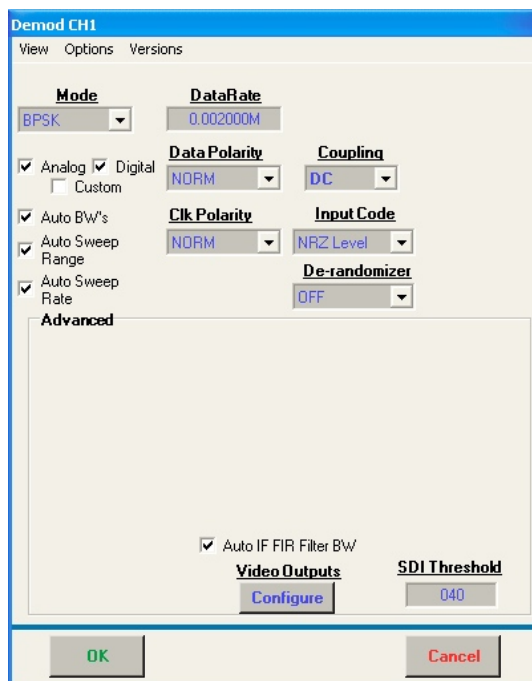 Demod CH1
View Options Versions
Mode DataRate
BPSK 0.002000M
Data Polarity Coupling
Analog Digital
NORM DC
Custom
Auto BW's
Clk Polarity Input Code
Auto Sweep Range
NORM NRZ Level
De-randomizer
Auto Sweep Rate
OFF
Advanced
Auto IF FIR Filter BW
Video Outputs SDI Threshold
Configure 040
OK Cancel